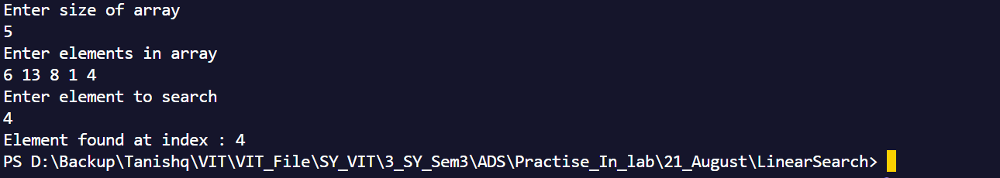 Enter size of array
5
Enter elements in array
6 13 8 1 4
Enter element to search
4
Element found at index : 4
PS D:\Backup\Tanishq\VIT\VIT_File\SY_VIT\3_SY_Sem3\ADS\Practise_In_lab\21_August\LinearSearch>